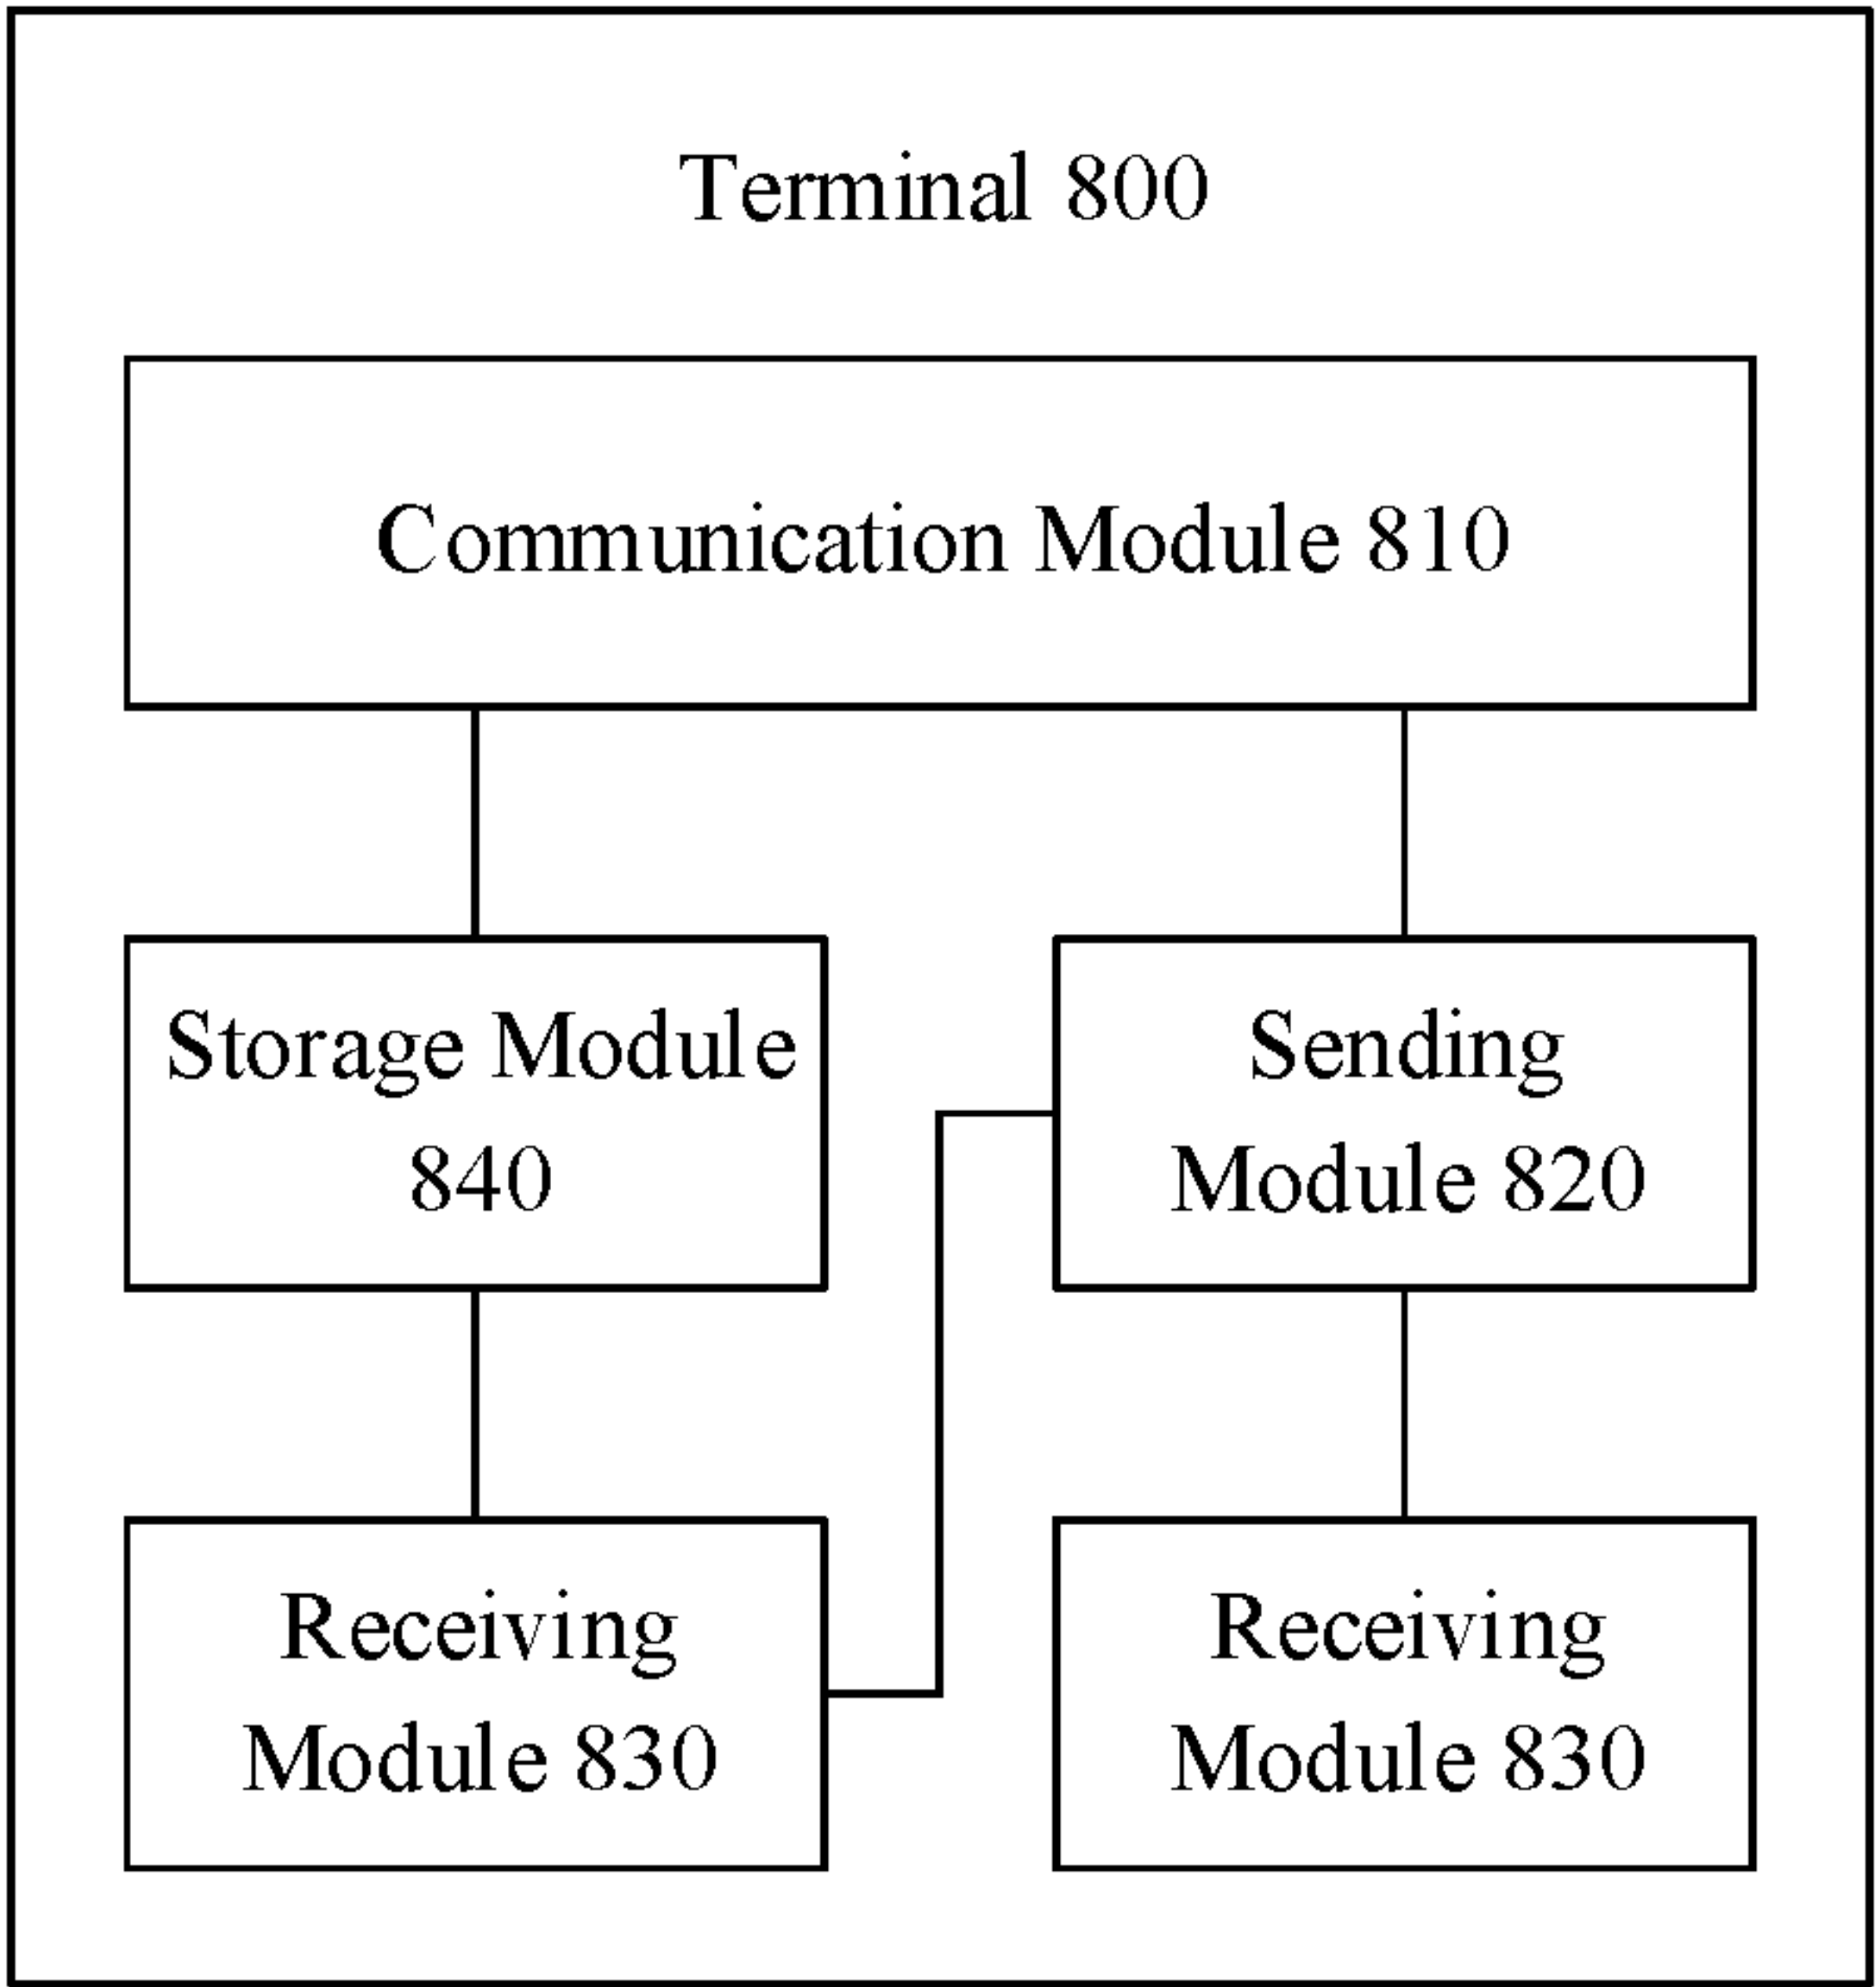 Terminal 800
Communication Module 810
Storage Module
840
Sending
Module 820
Receiving
Module 830
Receiving
Module 830